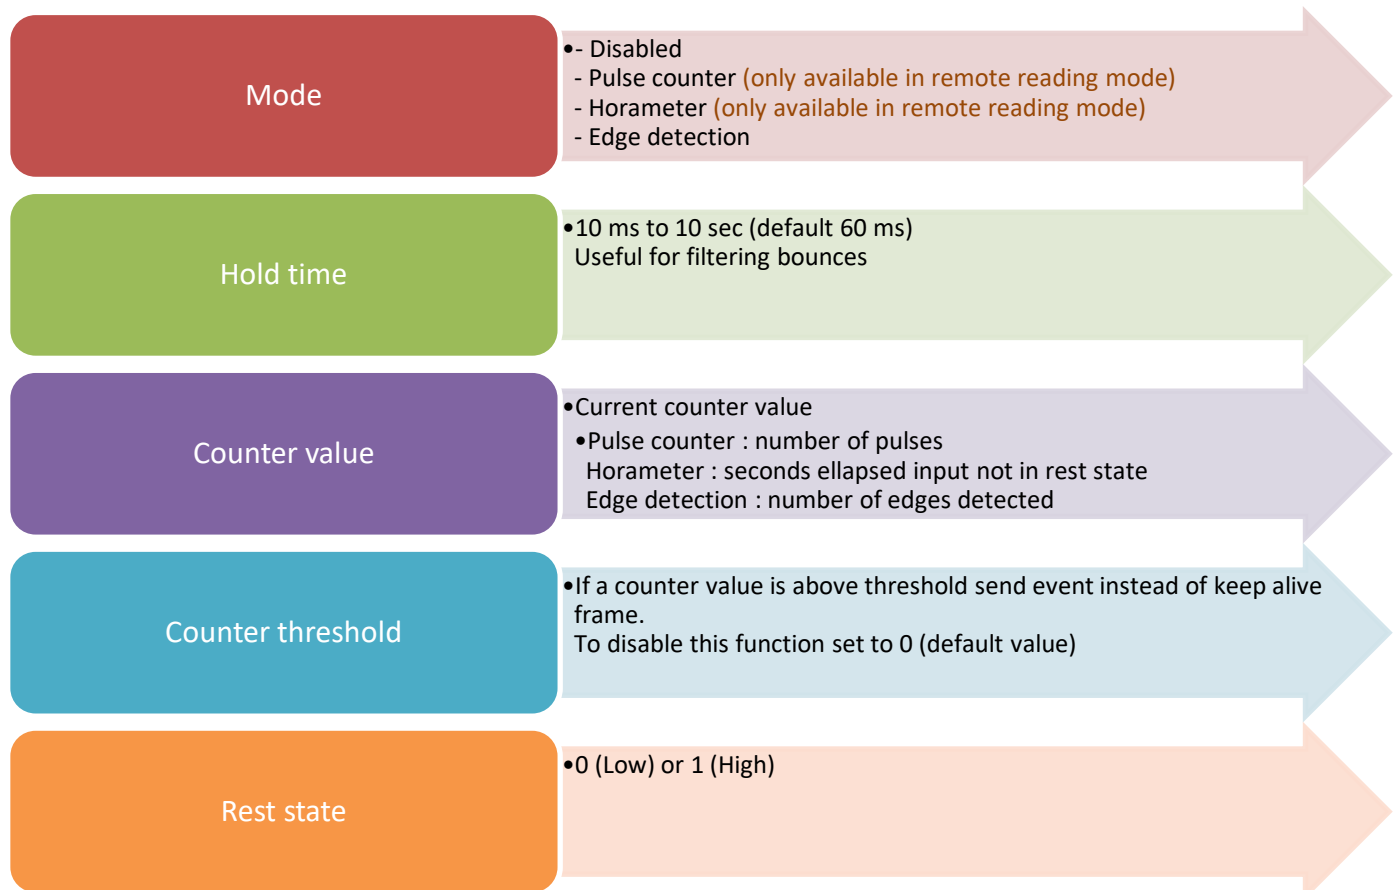 Mode
•- Disabled
- Pulse counter (only available in remote reading mode)
- Horameter (only available in remote reading mode)
- Edge detection
Hold time
•10 ms to 10 sec (default 60 ms)
Useful for filtering bounces
Counter value
•Current counter value
•Pulse counter : number of pulses
Horameter : seconds ellapsed input not in rest state
Edge detection : number of edges detected
Counter threshold
•If a counter value is above threshold send event instead of keep alive
frame.
To disable this function set to 0 (default value)
Rest state
•0 (Low) or 1 (High)